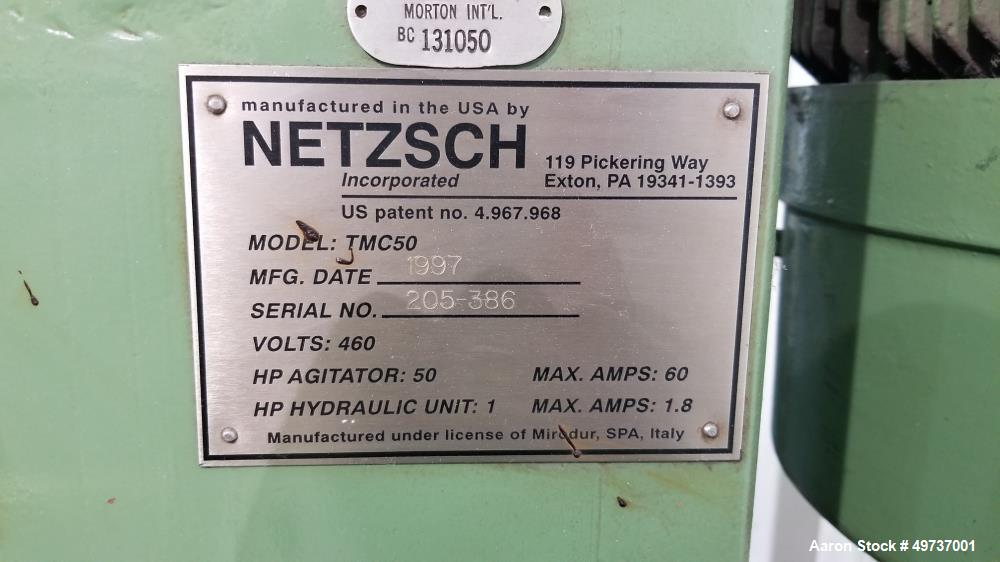 MORTON INT'L.
BC 131050
manufactured in the USA by
NETZSCH
Incorporated
119 Pickering Way
Exton, PA 19341-1393
US patent no. 4.967.968
MODEL: TMC50
MFG. DATE 1997
SERIAL NO. 205-386
VOLTS: 460
HP AGITATOR: 50 MAX. AMPS: 60
HP HYDRAULIC UNIT: 1 MAX. AMPS: 1.8
Manufactured under license of Mirodur, SPA, Italy
Aaron Stock # 49737001